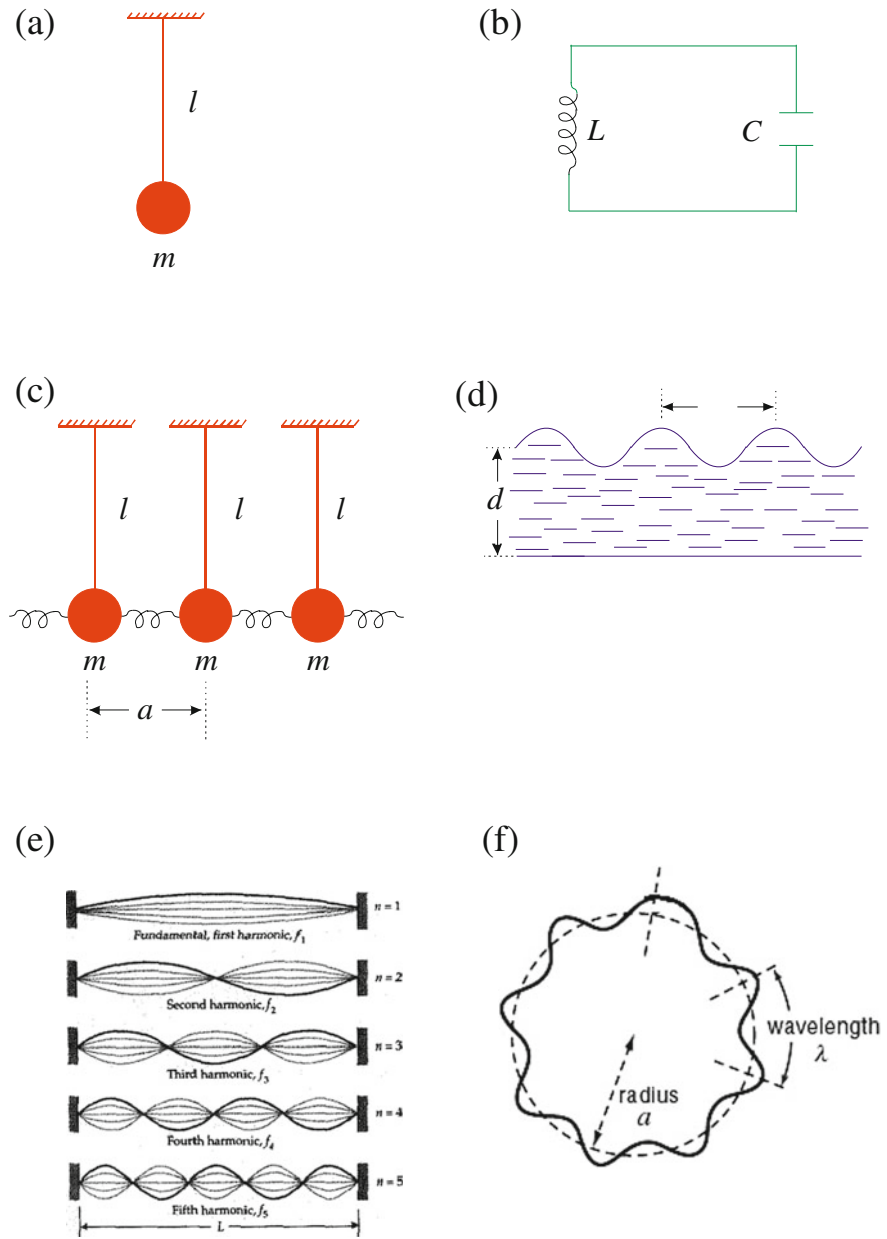 (a)
l
m
(b)
L
C
(c)
l
l
l
m
m
m
a
(d)
d
(e)
n = 1
Fundamental, first harmonic, f1
n = 2
Second harmonic, f2
n = 3
Third harmonic, f3
n = 4
Fourth harmonic, f4
n = 5
Fifth harmonic, f5
L
(f)
wavelength
λ
radius
a